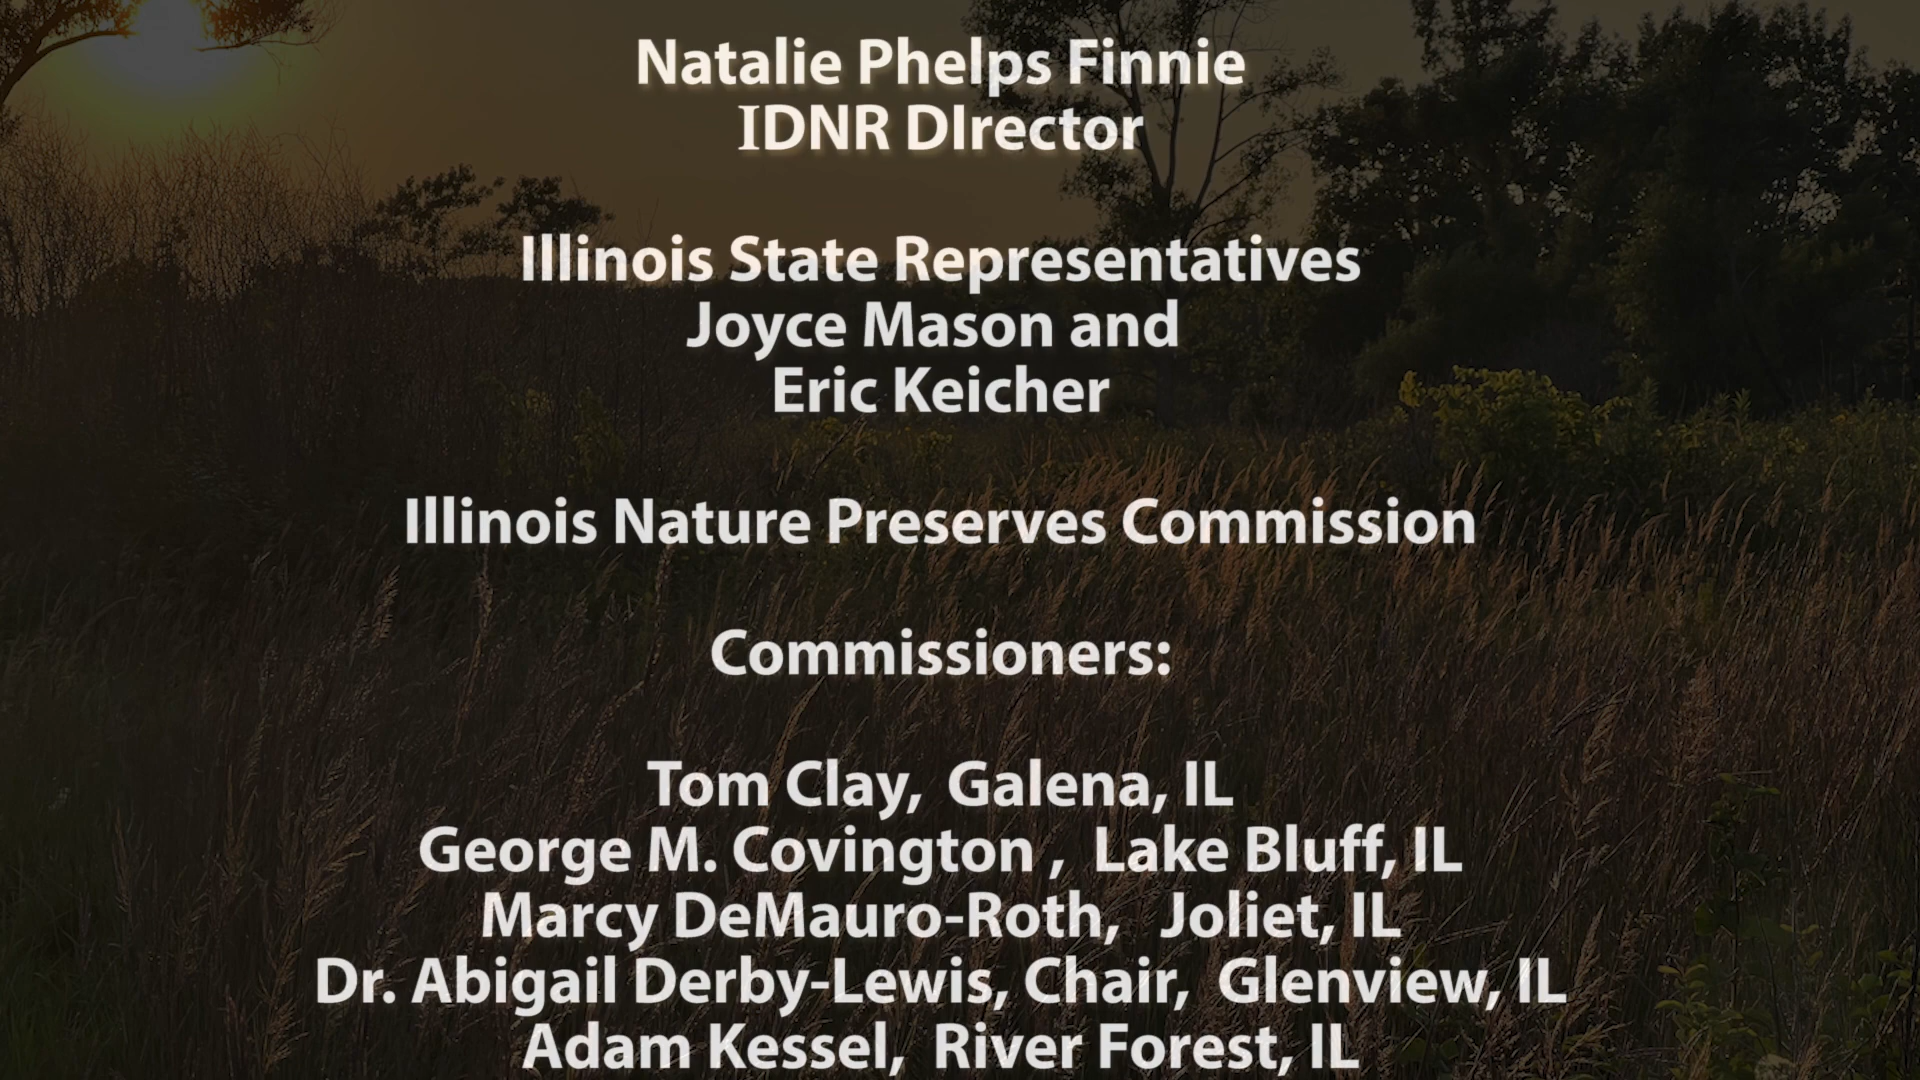 Natalie Phelps Finnie
IDNR DIrector
Illinois State Representatives
Joyce Mason and
Eric Keicher
Illinois Nature Preserves Commission
Commissioners:
Tom Clay, Galena, IL
George M. Covington , Lake Bluff, IL
Marcy DeMauro-Roth, Joliet, IL
Dr. Abigail Derby-Lewis, Chair, Glenview, IL
Adam Kessel, River Forest, IL